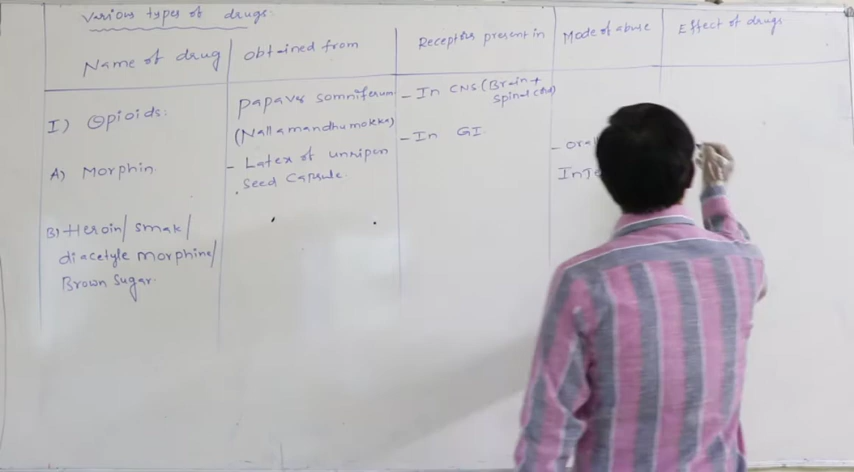 Various types of drugs.
Name of drug
obtained from
Receptors present in
Mode of abuse
Effect of drugs
I) Opioids:
A) Morphin
B) Heroin/ smak/
diacetyle morphine/
Brown Sugar.
Papaver somniferum
(Nallamandhumokka)
- Latex of unripen
seed capsule.
- In CNS (Brain +
spinal cord)
- In GI
- oral